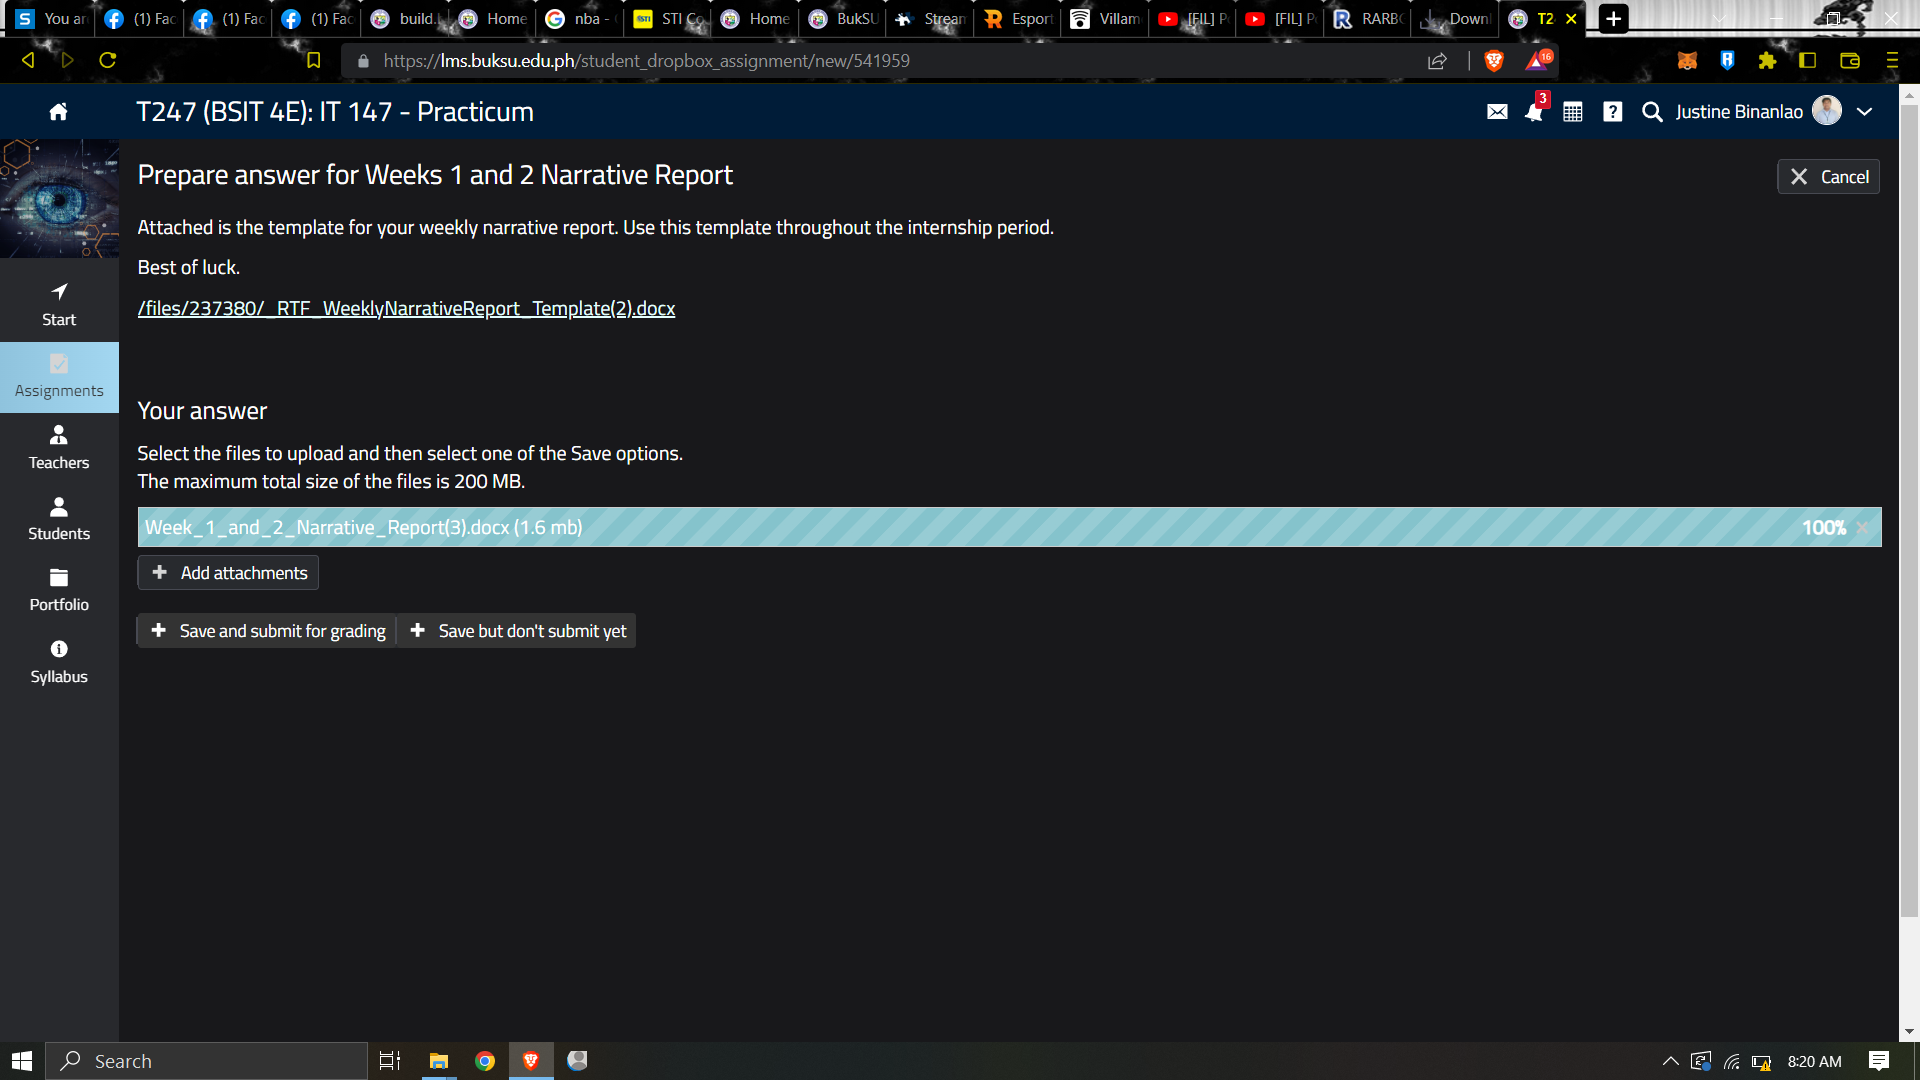 You ar
(1) Fac
(1) Fac
(1) Fac
build.
Home
nba -
STI Co
Home
BukSU
Stream
Esport
Villam
[FIL] P
[FIL] P
RARB
Downl
T2
https://lms.buksu.edu.ph/student_dropbox_assignment/new/541959
16
T247 (BSIT 4E): IT 147 - Practicum
3
Justine Binanlao
Prepare answer for Weeks 1 and 2 Narrative Report
Cancel
Attached is the template for your weekly narrative report. Use this template throughout the internship period.
Best of luck.
/files/237380/_RTF_WeeklyNarrativeReport_Template(2).docx
Start
Assignments
Teachers
Students
Portfolio
Syllabus
Your answer
Select the files to upload and then select one of the Save options.
The maximum total size of the files is 200 MB.
Week_1_and_2_Narrative_Report(3).docx (1.6 mb)
100%
Add attachments
Save and submit for grading
Save but don't submit yet
Search
8:20 AM